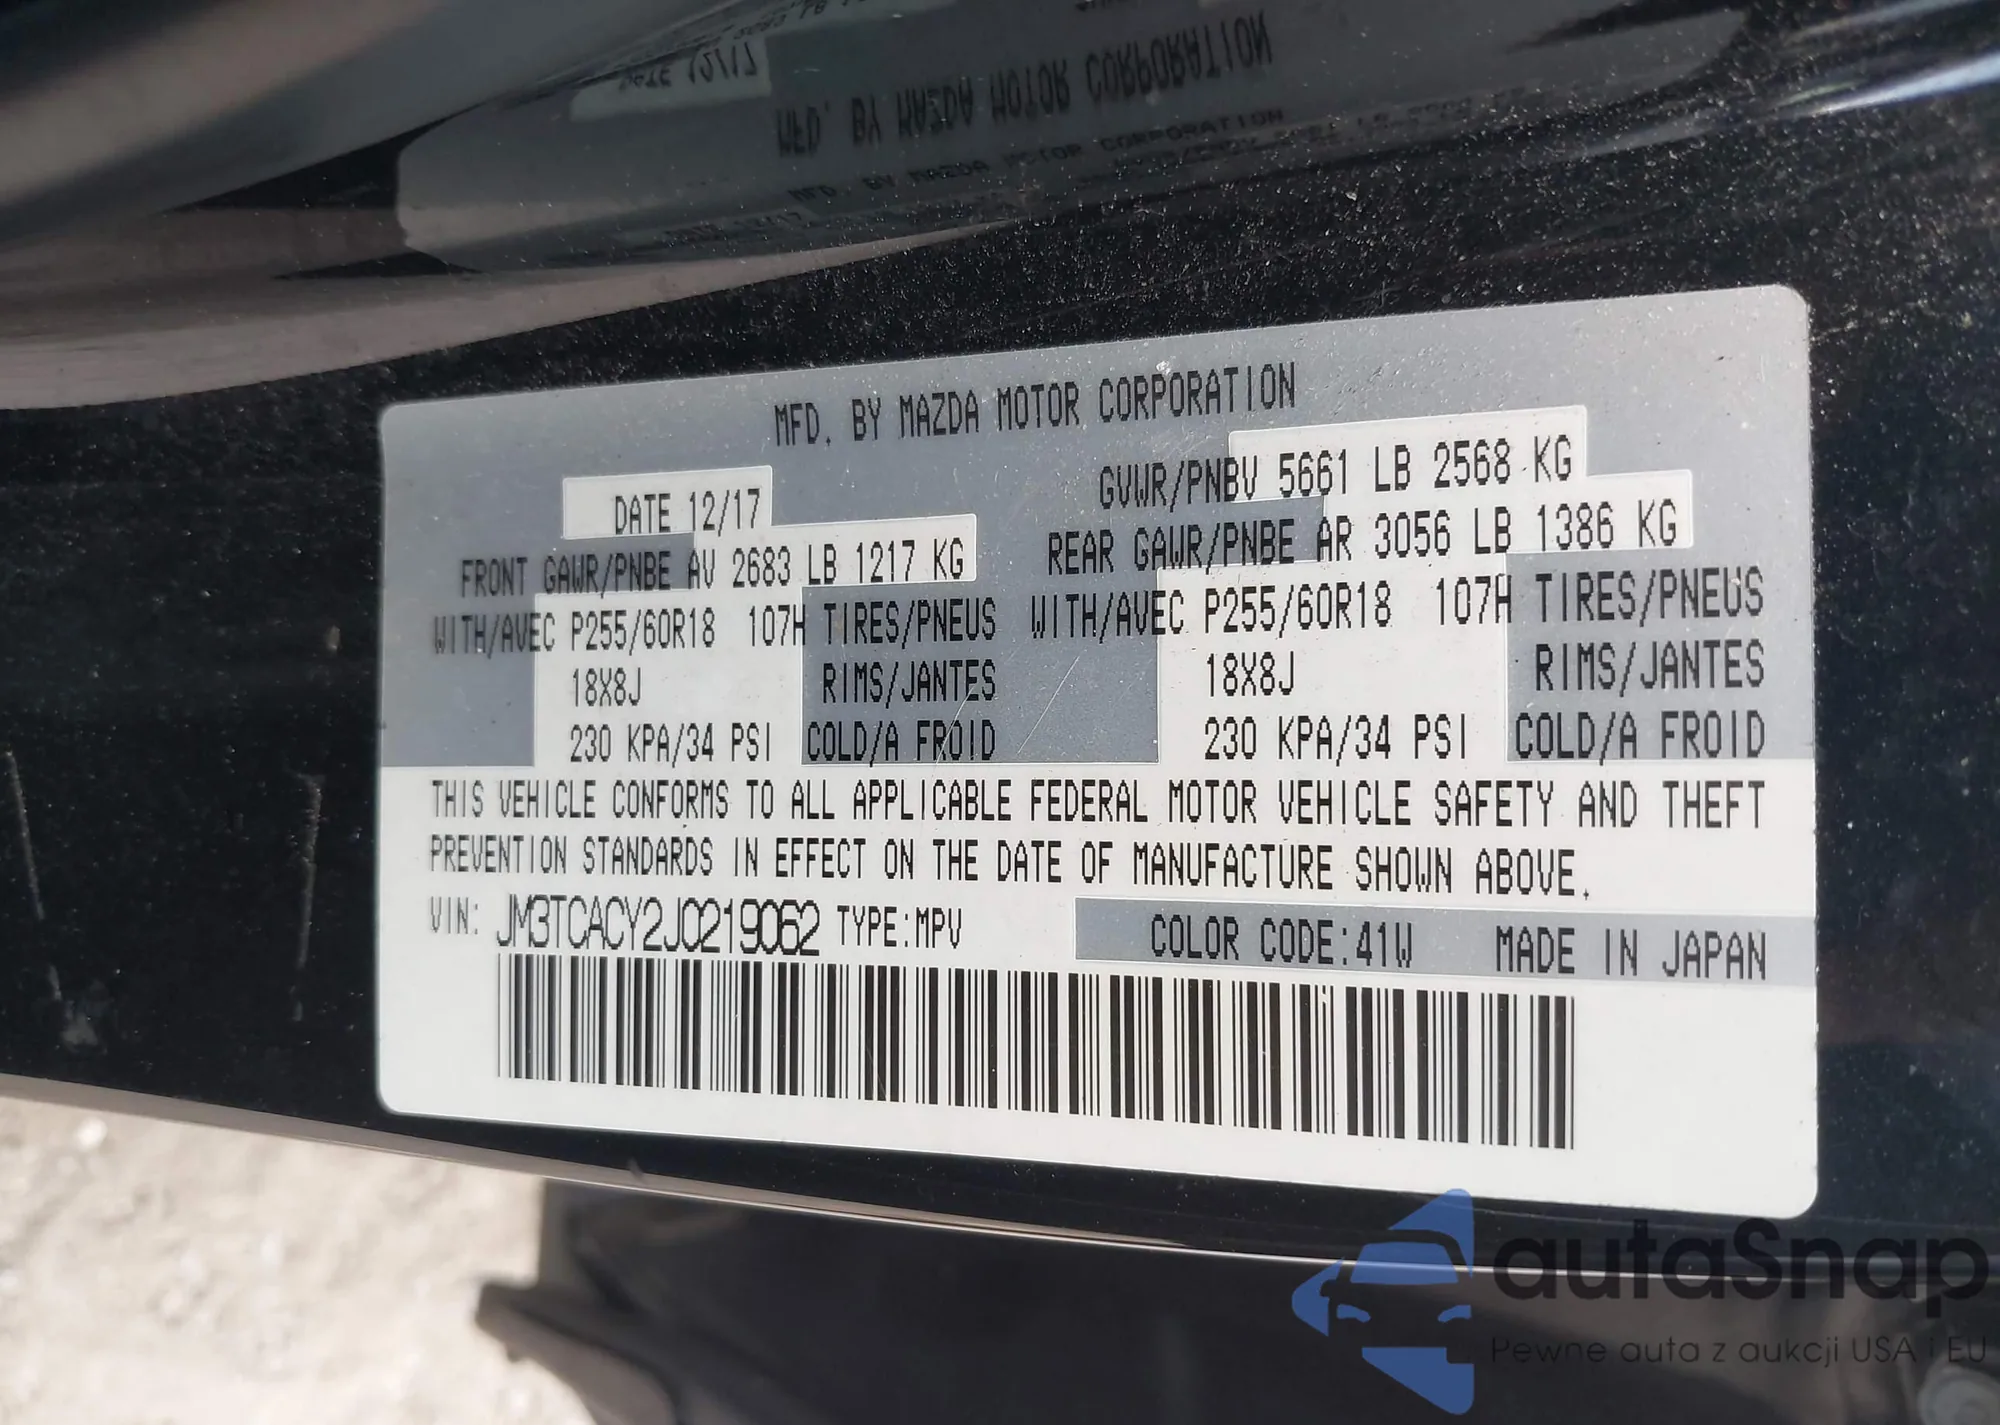 MFD. BY MAZDA MOTOR CORPORATION
DATE 12/17
GVWR/PNBV 5661 LB 2568 KG
FRONT GAWR/PNBE AV 2683 LB 1217 KG
REAR GAWR/PNBE AR 3056 LB 1386 KG
WITH/AVEC P255/60R18 107H TIRES/PNEUS
WITH/AVEC P255/60R18 107H TIRES/PNEUS
18X8J RIMS/JANTES
18X8J RIMS/JANTES
230 KPA/34 PSI COLD/A FROID
230 KPA/34 PSI COLD/A FROID
THIS VEHICLE CONFORMS TO ALL APPLICABLE FEDERAL MOTOR VEHICLE SAFETY AND THEFT
PREVENTION STANDARDS IN EFFECT ON THE DATE OF MANUFACTURE SHOWN ABOVE.
VIN: JM3TCACY2J0219062 TYPE:MPV COLOR CODE:41W MADE IN JAPAN
autaSnap
Pewne auta z aukcji USA i EU